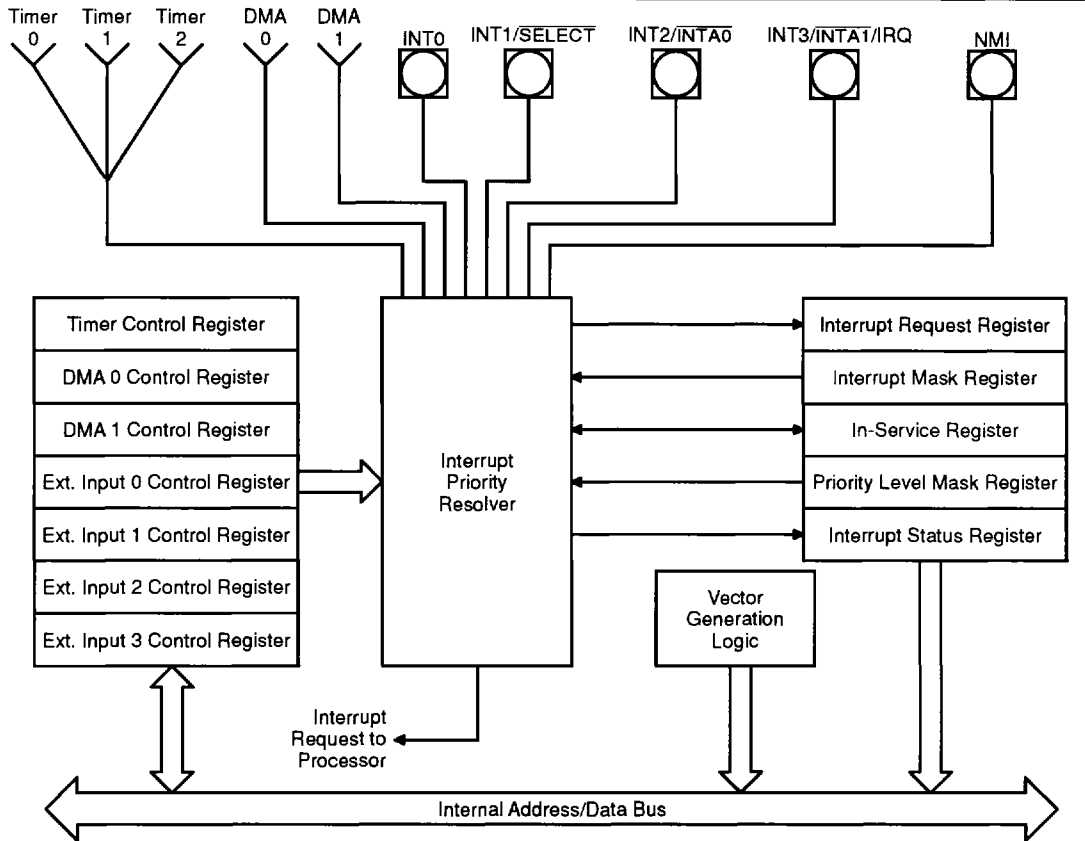 Timer Timer Timer DMA DMA
0 1 2 0 1
INT0 INT1/SELECT INT2/INTA0 INT3/INTA1/IRQ NMI
Timer Control Register
DMA 0 Control Register
DMA 1 Control Register
Ext. Input 0 Control Register
Ext. Input 1 Control Register
Ext. Input 2 Control Register
Ext. Input 3 Control Register
Interrupt
Priority
Resolver
Interrupt Request Register
Interrupt Mask Register
In-Service Register
Priority Level Mask Register
Interrupt Status Register
Vector
Generation
Logic
Interrupt
Request to
Processor
Internal Address/Data Bus